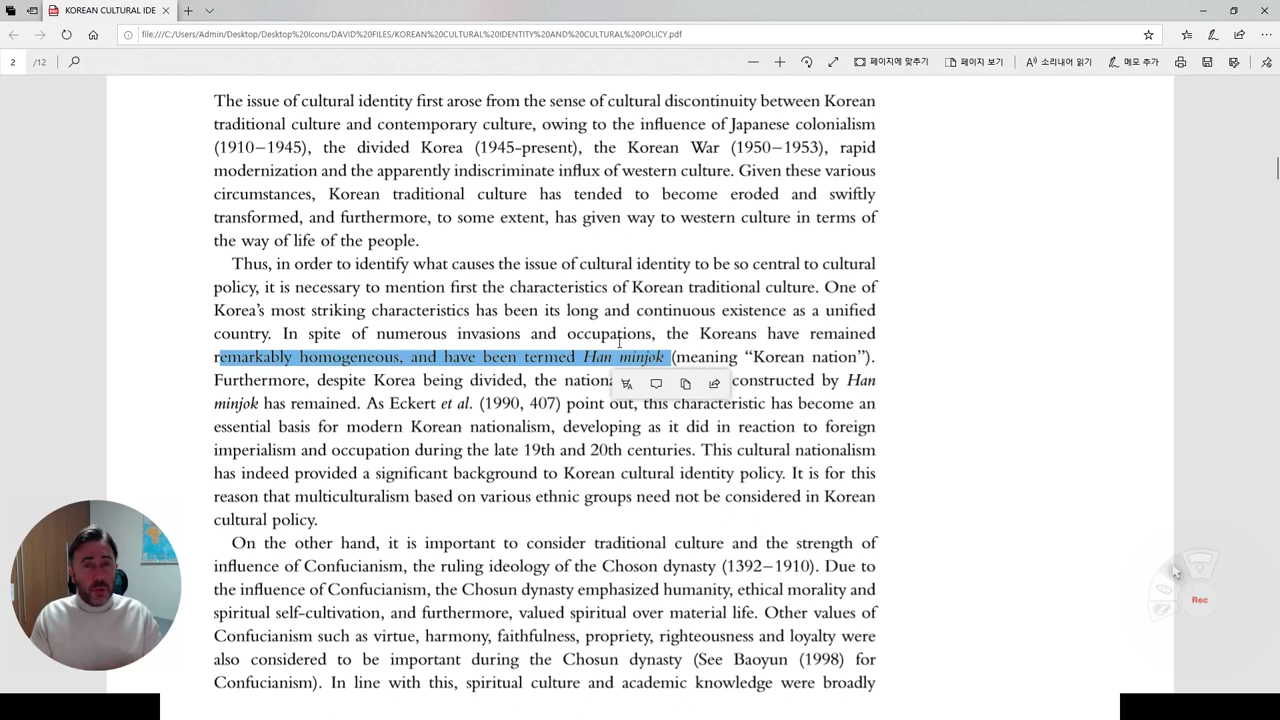 KOREAN CULTURAL IDE
file:///C:/Users/Admin/Desktop/Desktop%20Icons/DAVID%20FILES/KOREAN%20CULTURAL%20IDENTITY%20AND%20CULTURAL%20POLICY.pdf
2 /12
페이지에 맞추기
페이지 보기
소리내어 읽기
메모 추가
The issue of cultural identity first arose from the sense of cultural discontinuity between Korean
traditional culture and contemporary culture, owing to the influence of Japanese colonialism
(1910–1945), the divided Korea (1945-present), the Korean War (1950–1953), rapid
modernization and the apparently indiscriminate influx of western culture. Given these various
circumstances, Korean traditional culture has tended to become eroded and swiftly
transformed, and furthermore, to some extent, has given way to western culture in terms of
the way of life of the people.
Thus, in order to identify what causes the issue of cultural identity to be so central to cultural
policy, it is necessary to mention first the characteristics of Korean traditional culture. One of
Korea's most striking characteristics has been its long and continuous existence as a unified
country. In spite of numerous invasions and occupations, the Koreans have remained
remarkably homogeneous, and have been termed Han minjok (meaning “Korean nation”).
Furthermore, despite Korea being divided, the constructed by Han
minjok has remained. As Eckert et al. (1990, 407) point out, this characteristic has become an
essential basis for modern Korean nationalism, developing as it did in reaction to foreign
imperialism and occupation during the late 19th and 20th centuries. This cultural nationalism
has indeed provided a significant background to Korean cultural identity policy. It is for this
reason that multiculturalism based on various ethnic groups need not be considered in Korean
cultural policy.
On the other hand, it is important to consider traditional culture and the strength of
influence of Confucianism, the ruling ideology of the Choson dynasty (1392–1910). Due to
the influence of Confucianism, the Chosun dynasty emphasized humanity, ethical morality and
spiritual self-cultivation, and furthermore, valued spiritual over material life. Other values of
Confucianism such as virtue, harmony, faithfulness, propriety, righteousness and loyalty were
also considered to be important during the Chosun dynasty (See Baoyun (1998) for
Confucianism). In line with this, spiritual culture and academic knowledge were broadly
Rec